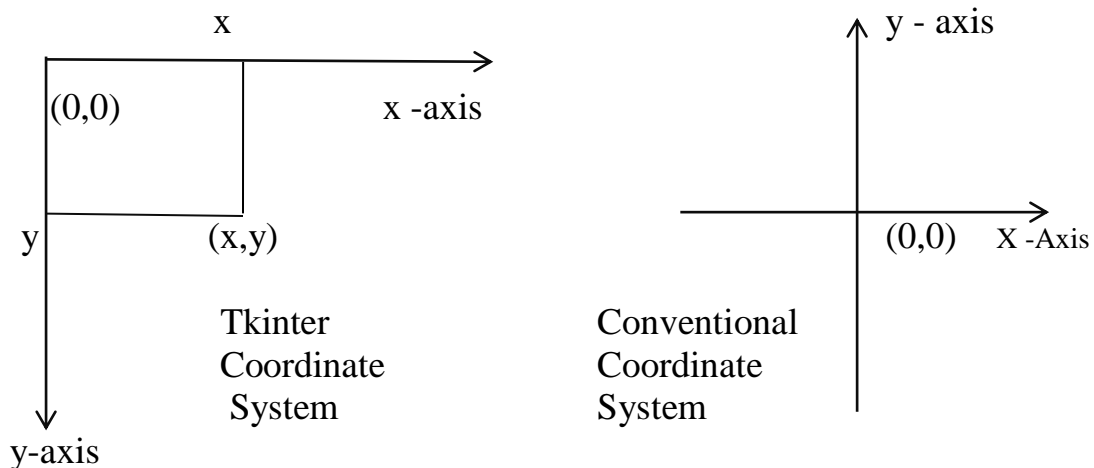 x
(0,0)
x -axis
y
(x,y)
Tkinter
Coordinate
System
y-axis
y - axis
(0,0)
X -Axis
Conventional
Coordinate
System